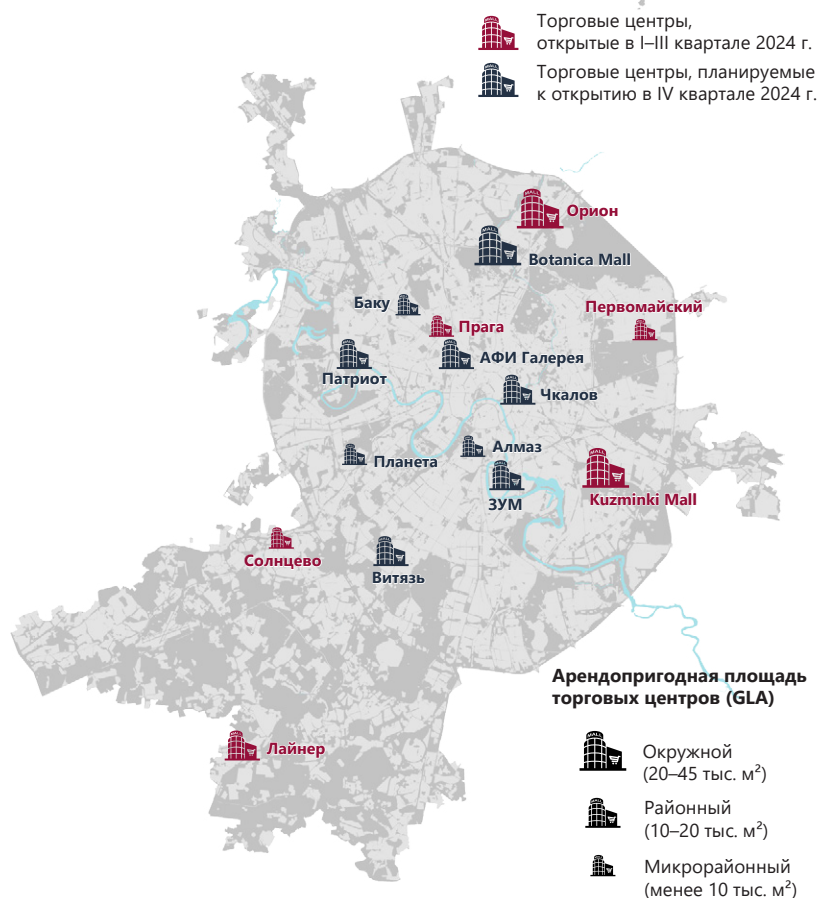 Торговые центры,
открытые в I–III квартале 2024 г.
Торговые центры, планируемые
к открытию в IV квартале 2024 г.
Орион
Botanica Mall
Баку
Прага
Первомайский
АФИ Галерея
Патриот
Чкалов
Алмаз
Планета
ЗУМ
Kuzminki Mall
Солнцево
Витязь
Арендопригодная площадь
торговых центров (GLA)
Лайнер
Окружной
(20–45 тыс. м²)
Районный
(10–20 тыс. м²)
Микрорайонный
(менее 10 тыс. м²)